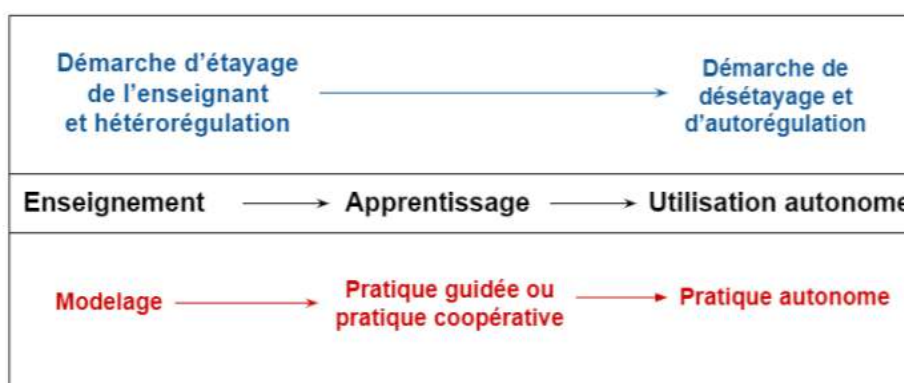 Démarche d'étayage
de l'enseignant
et hétérorégulation
Démarche de
désétayage et
d'autorégulation
Enseignement
Apprentissage
Utilisation autonome
Modelage
Pratique guidée ou
pratique coopérative
Pratique autonome